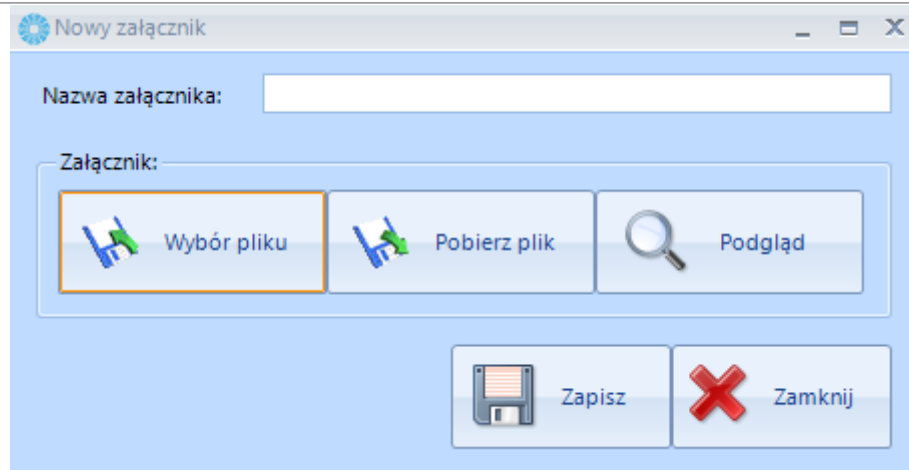 Nowy załącznik
Nazwa załącznika:
Załącznik:
Wybór pliku Pobierz plik Podgląd
Zapisz Zamknij